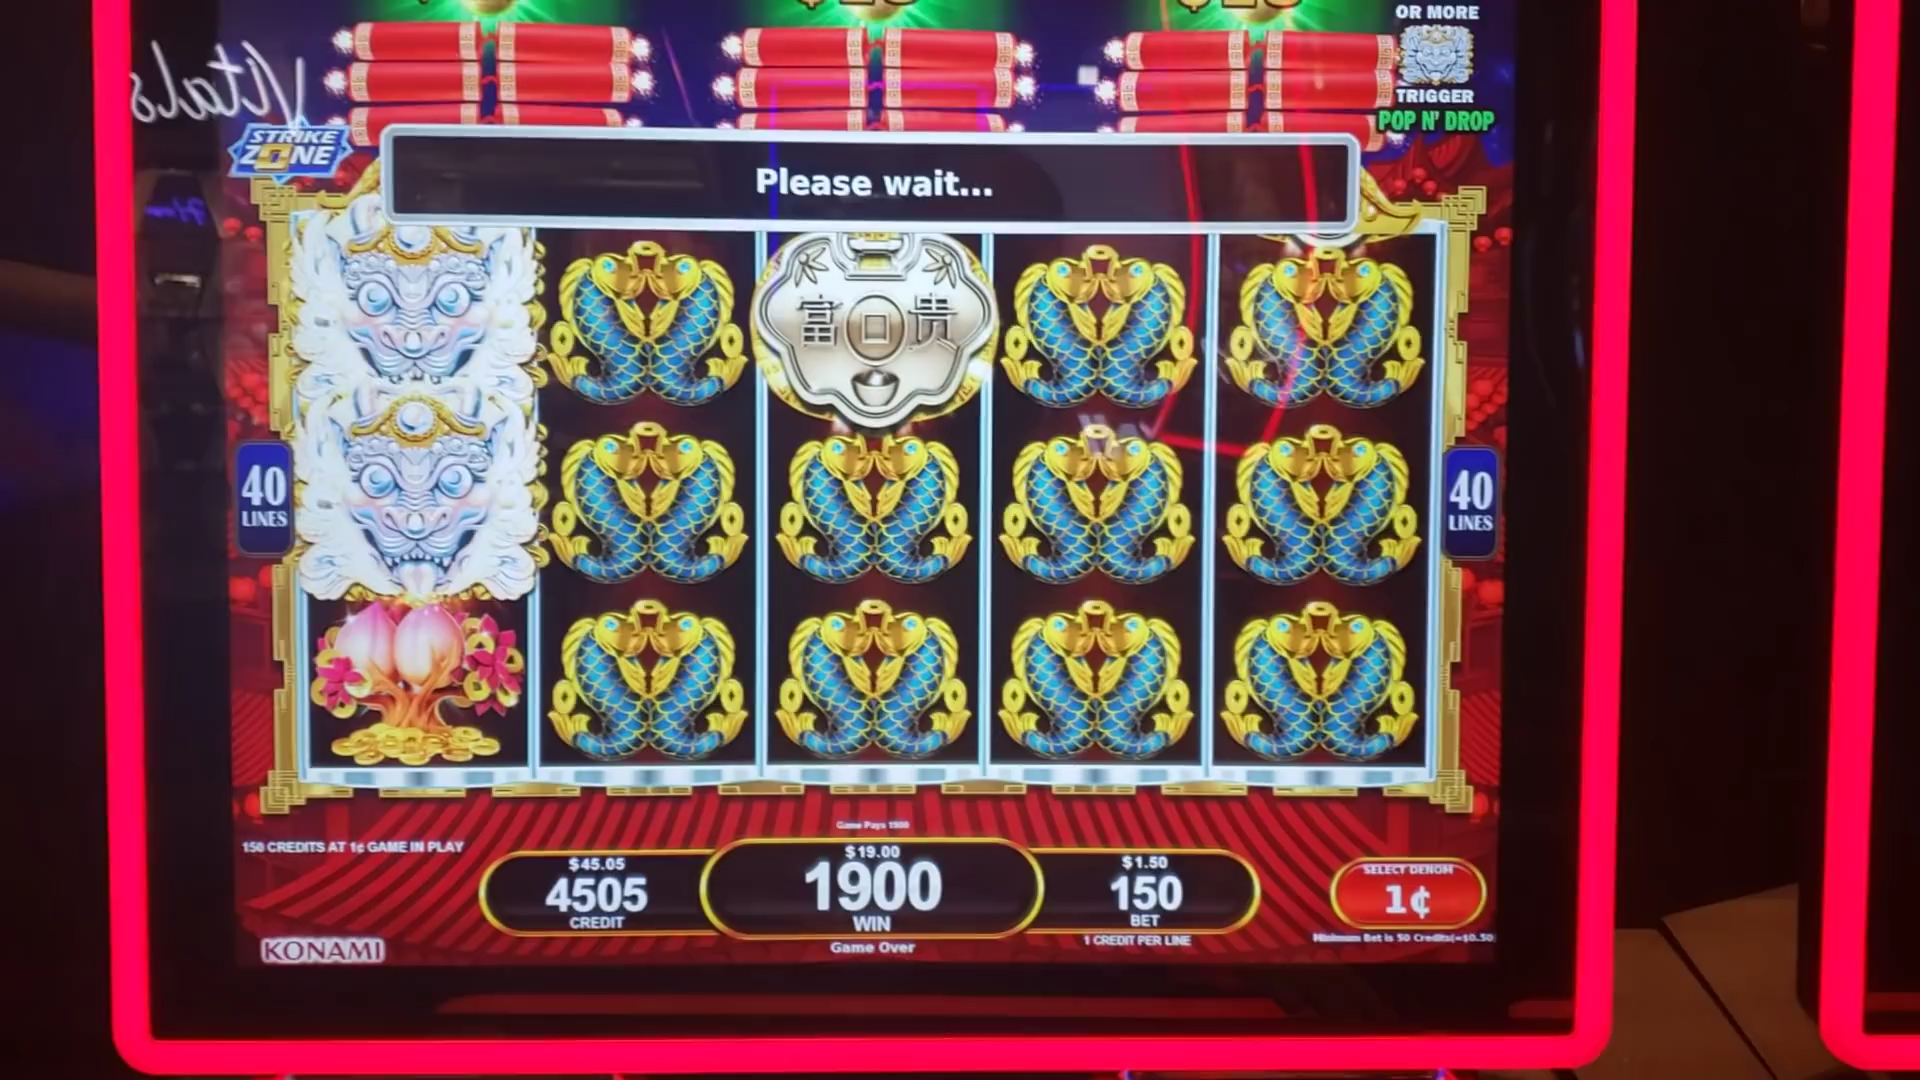 OR MORE
TRIGGER
POP N' DROP
Vitals
STRIKE
ZONE
Please wait...
富 贵
40
LINES
40
LINES
Game Pays 1900
150 CREDITS AT 1¢ GAME IN PLAY
$45.05
4505
CREDIT
$19.00
1900
WIN
Game Over
$1.50
150
BET
1 CREDIT PER LINE
SELECT DENOM
1¢
Minimum Bet is 50 Credits(=$0.50)
KONAMI